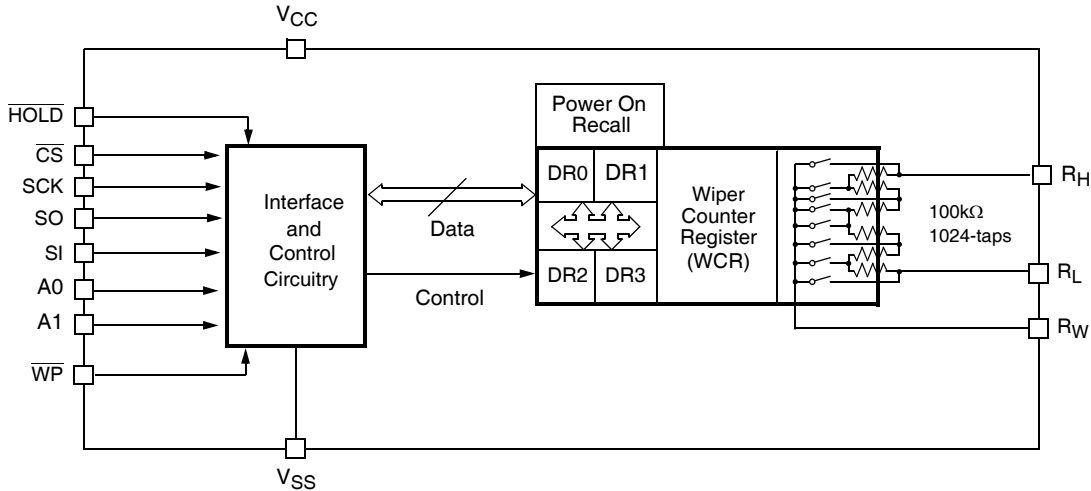 VCC
HOLD
CS
SCK
SO
SI
A0
A1
WP
Interface
and
Control
Circuitry
Data
Control
Power On
Recall
DR0
DR1
DR2
DR3
Wiper
Counter
Register
(WCR)
100kΩ
1024-taps
RH
RL
RW
VSS